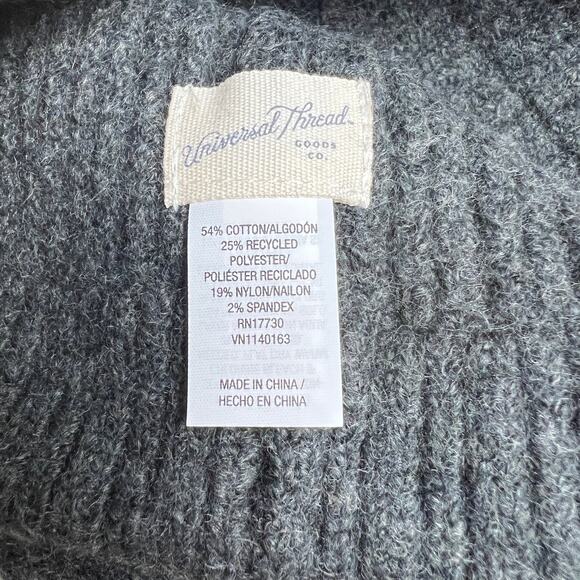 Universal Thread
GOODS
CO.
54% COTTON/ALGODÓN
25% RECYCLED
POLYESTER/
POLIÉSTER RECICLADO
19% NYLON/NAILON
2% SPANDEX
RN17730
VN1140163
MADE IN CHINA /
HECHO EN CHINA